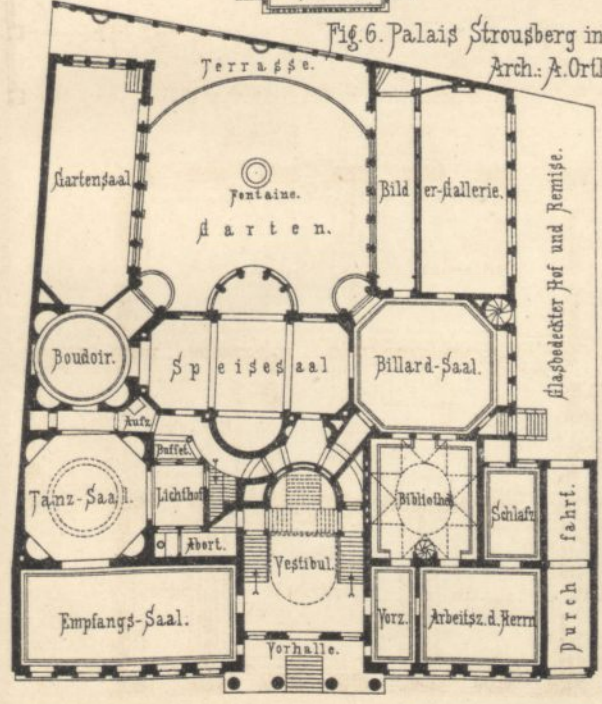 Fig. 6. Palais Strousberg in
Arch.: A. Orth
Terrasse.
Gartensaal
Fontaine.
Garten.
Bilder-Gallerie.
Glasbedeckter Hof und Remise.
Boudoir.
Speisesaal
Billard-Saal.
Aufz.
Buffet.
Tanz-Saal.
Lichthof
Bibliothek
Schlafz.
Durchfahrt.
Abort.
Vestibul.
Empfangs-Saal.
Vorz.
Arbeitsz. d. Herrn
Vorhalle.